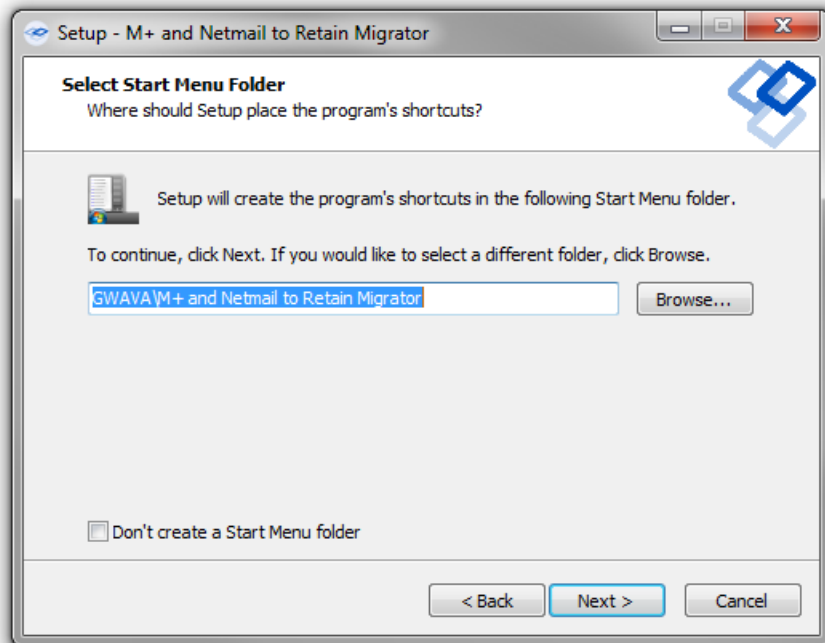 Setup - M+ and Netmail to Retain Migrator
Select Start Menu Folder
Where should Setup place the program's shortcuts?
Setup will create the program's shortcuts in the following Start Menu folder.
To continue, click Next. If you would like to select a different folder, click Browse.
GWAVA\M+ and Netmail to Retain Migrator
Browse...
Don't create a Start Menu folder
< Back
Next >
Cancel